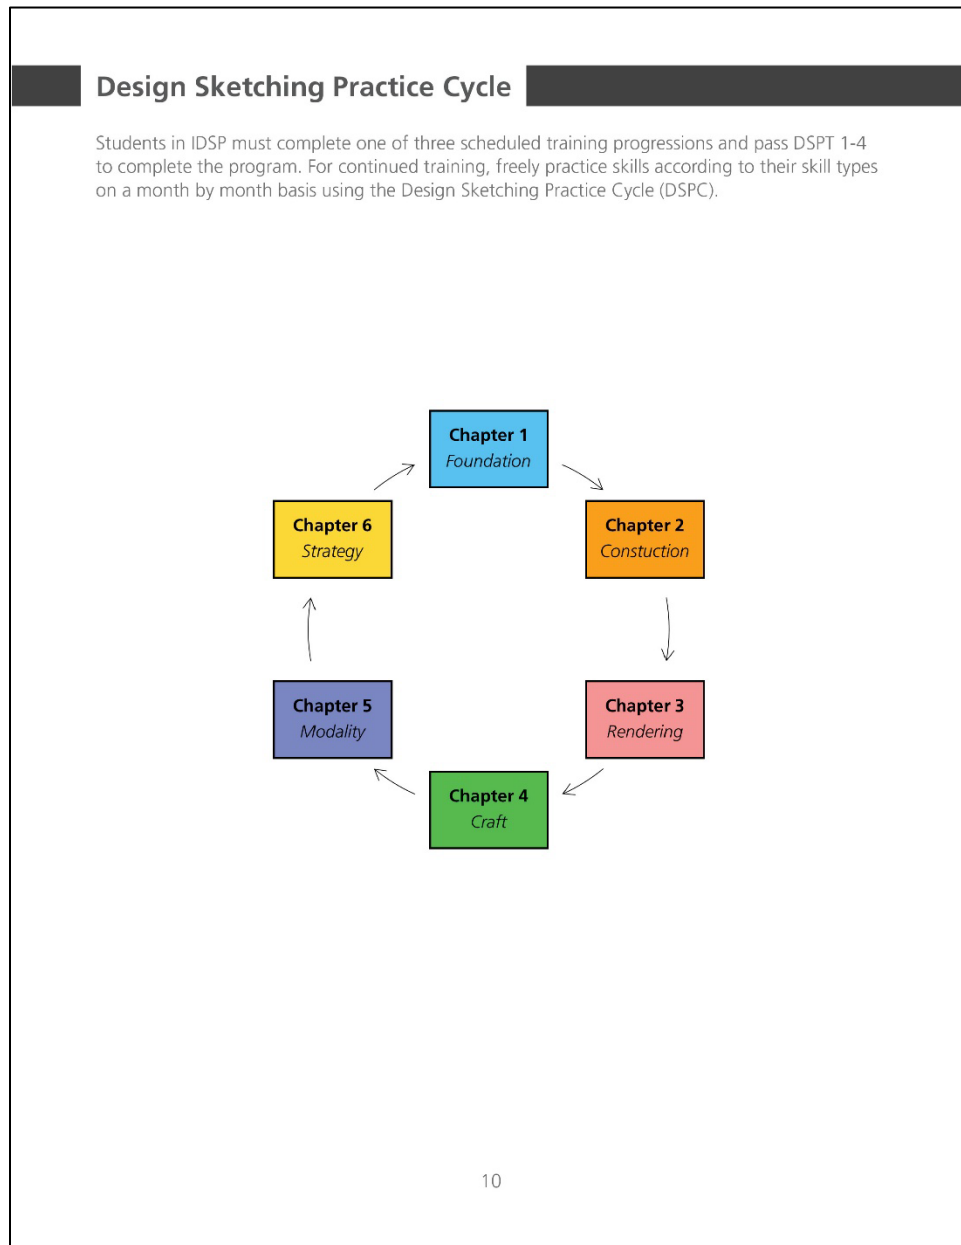 Design Sketching Practice Cycle
Students in IDSP must complete one of three scheduled training progressions and pass DSPT 1-4
to complete the program. For continued training, freely practice skills according to their skill types
on a month by month basis using the Design Sketching Practice Cycle (DSPC).
Chapter 1
Foundation
Chapter 2
Constuction
Chapter 3
Rendering
Chapter 4
Craft
Chapter 5
Modality
Chapter 6
Strategy
10